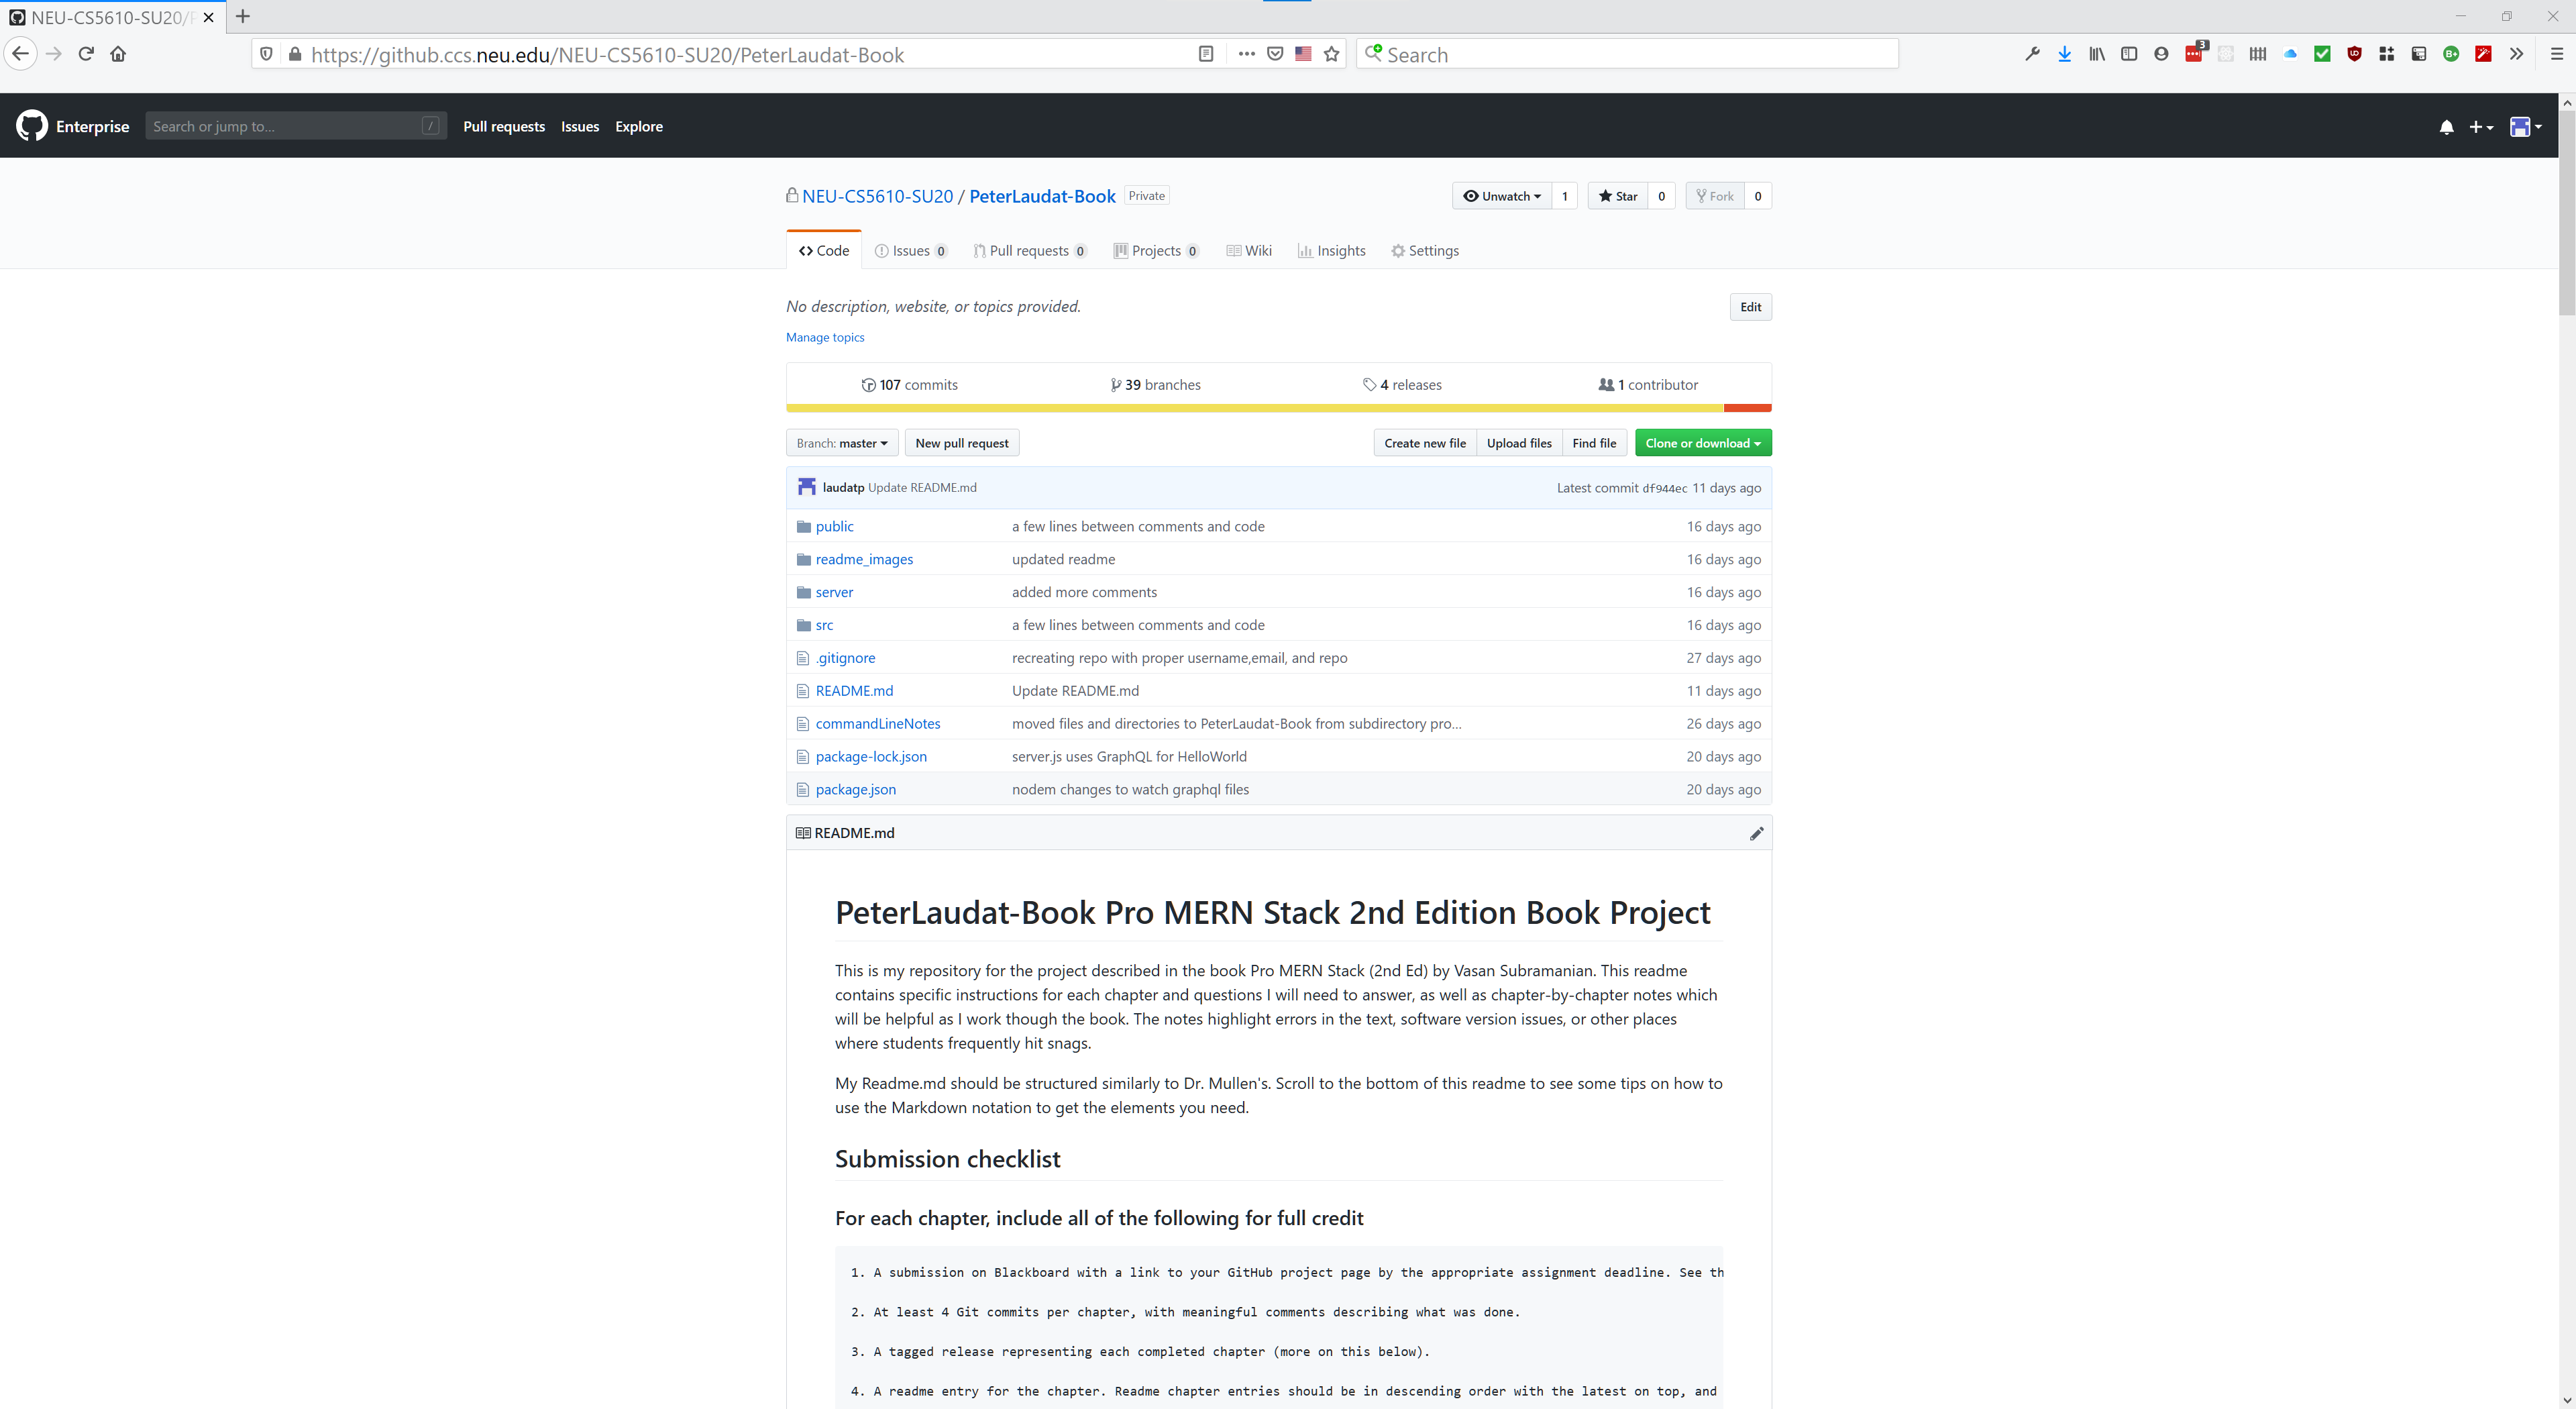 NEU-CS5610-SU20/
https://github.ccs.neu.edu/NEU-CS5610-SU20/PeterLaudat-Book
Search
3
Enterprise
Search or jump to...
/
Pull requests
Issues
Explore
NEU-CS5610-SU20 / PeterLaudat-Book Private
Unwatch 1 Star 0 Fork 0
Code Issues 0 Pull requests 0 Projects 0 Wiki Insights Settings
No description, website, or topics provided.
Edit
Manage topics
107 commits 39 branches 4 releases 1 contributor
Branch: master New pull request Create new file Upload files Find file Clone or download
laudatp Update README.md Latest commit df944ec 11 days ago
public a few lines between comments and code 16 days ago
readme_images updated readme 16 days ago
server added more comments 16 days ago
src a few lines between comments and code 16 days ago
.gitignore recreating repo with proper username,email, and repo 27 days ago
README.md Update README.md 11 days ago
commandLineNotes moved files and directories to PeterLaudat-Book from subdirectory pro... 26 days ago
package-lock.json server.js uses GraphQL for HelloWorld 20 days ago
package.json nodem changes to watch graphql files 20 days ago
README.md
PeterLaudat-Book Pro MERN Stack 2nd Edition Book Project
This is my repository for the project described in the book Pro MERN Stack (2nd Ed) by Vasan Subramanian. This readme
contains specific instructions for each chapter and questions I will need to answer, as well as chapter-by-chapter notes which
will be helpful as I work though the book. The notes highlight errors in the text, software version issues, or other places
where students frequently hit snags.
My Readme.md should be structured similarly to Dr. Mullen's. Scroll to the bottom of this readme to see some tips on how to
use the Markdown notation to get the elements you need.
Submission checklist
For each chapter, include all of the following for full credit
1. A submission on Blackboard with a link to your GitHub project page by the appropriate assignment deadline. See th
2. At least 4 Git commits per chapter, with meaningful comments describing what was done.
3. A tagged release representing each completed chapter (more on this below).
4. A readme entry for the chapter. Readme chapter entries should be in descending order with the latest on top, and